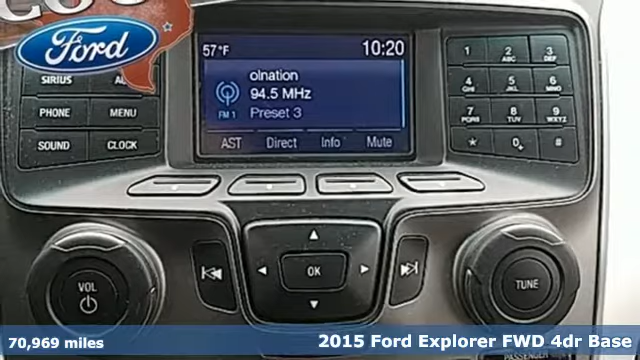 Ford
57°F
10:20
olnation
94.5 MHz
FM 1
Preset 3
AST
Direct
Info
Mute
SIRIUS
PHONE
MENU
SOUND
CLOCK
1
2 ABC
3 DEF
4 GHI
5 JKL
6 MNO
7 PQRS
8 TUV
9 WXYZ
*
0+
#
VOL
OK
TUNE
PASSENGER
70,969 miles
2015 Ford Explorer FWD 4dr Base